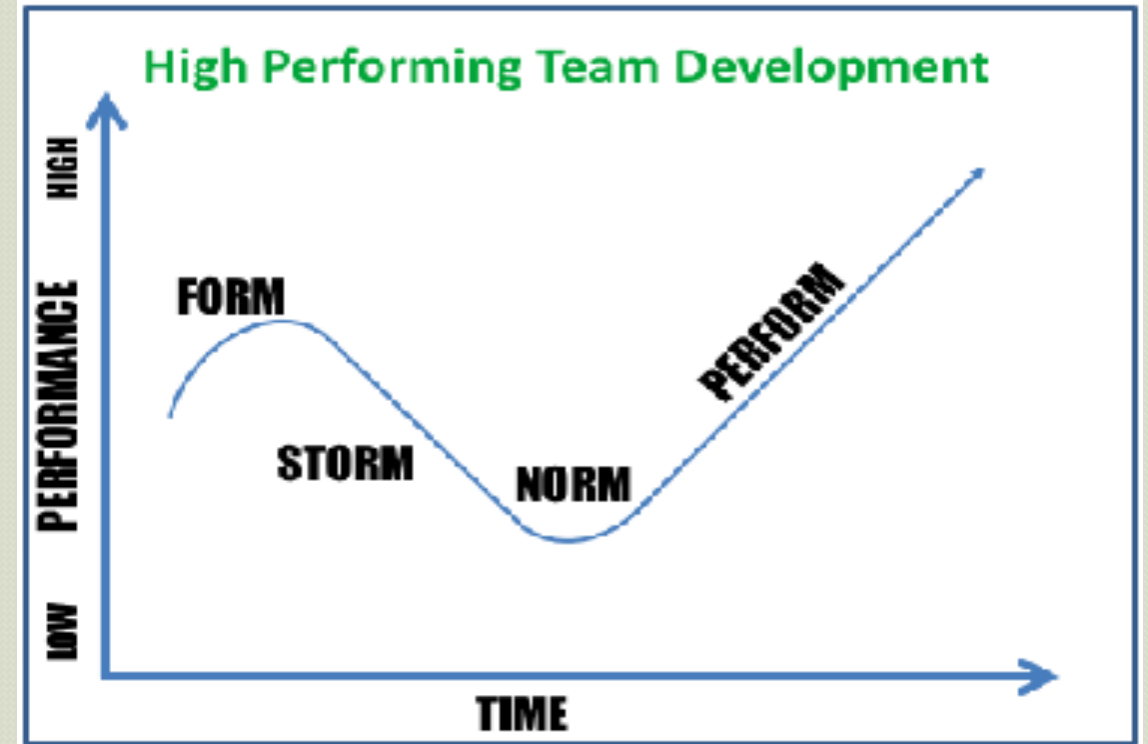 High Performing Team Development
HIGH
PERFORMANCE
LOW
FORM
STORM
NORM
PERFORM
TIME